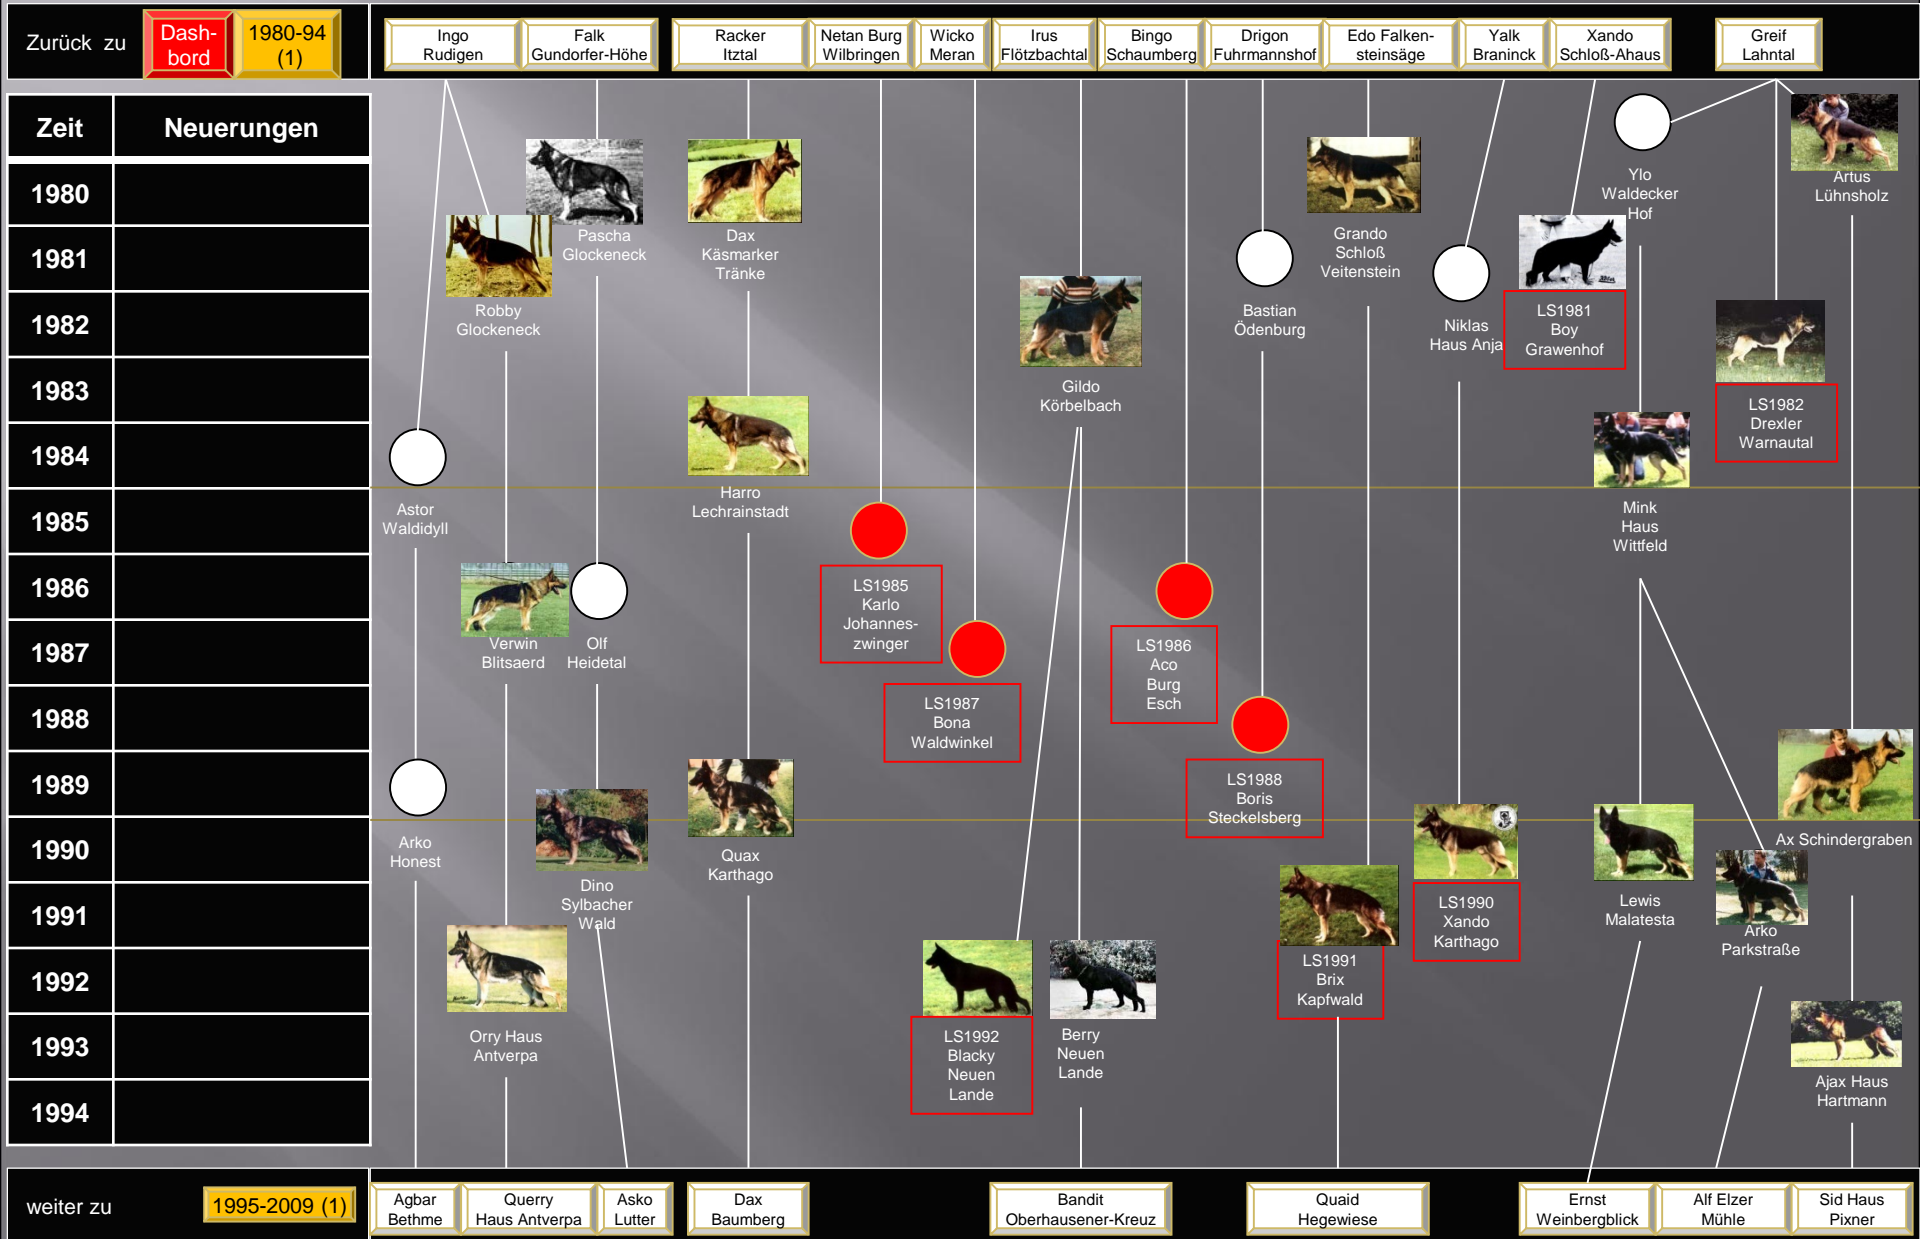 Zurück zu
Dash-
bord
1980-94
(1)
Ingo
Rudigen
Falk
Gundorfer-Höhe
Racker
Itztal
Netan Burg
Wilbringen
Wicko
Meran
Irus
Flötzbachtal
Bingo
Schaumberg
Drigon
Fuhrmannshof
Edo Falken-
steinsäge
Yalk
Braninck
Xando
Schloß-Ahaus
Greif
Lahntal
Zeit
Neuerungen
1980
1981
1982
1983
1984
1985
1986
1987
1988
1989
1990
1991
1992
1993
1994
Pascha
Glockeneck
Robby
Glockeneck
Dax
Käsmarker
Tränke
Grando
Schloß
Veitenstein
Ylo
Waldecker
Hof
Artus
Lühnsholz
Bastian
Ödenburg
Niklas
Haus Anja
LS1981
Boy
Grawenhof
Gildo
Körbelbach
LS1982
Drexler
Warnautal
Astor
Waldidyll
Harro
Lechrainstadt
Mink
Haus
Wittfeld
LS1985
Karlo
Johannes-
zwinger
Verwin
Blitsaerd
Olf
Heidetal
LS1986
Aco
Burg
Esch
LS1987
Bona
Waldwinkel
LS1988
Boris
Steckelsberg
Arko
Honest
Dino
Sylbacher
Wald
Quax
Karthago
Ax Schindergraben
LS1990
Xando
Karthago
Lewis
Malatesta
Arko
Parkstraße
LS1991
Brix
Kapfwald
Orry Haus
Antverpa
LS1992
Blacky
Neuen
Lande
Berry
Neuen
Lande
Ajax Haus
Hartmann
weiter zu
1995-2009 (1)
Agbar
Bethme
Querry
Haus Antverpa
Asko
Lutter
Dax
Baumberg
Bandit
Oberhausener-Kreuz
Quaid
Hegewiese
Ernst
Weinbergblick
Alf Elzer
Mühle
Sid Haus
Pixner